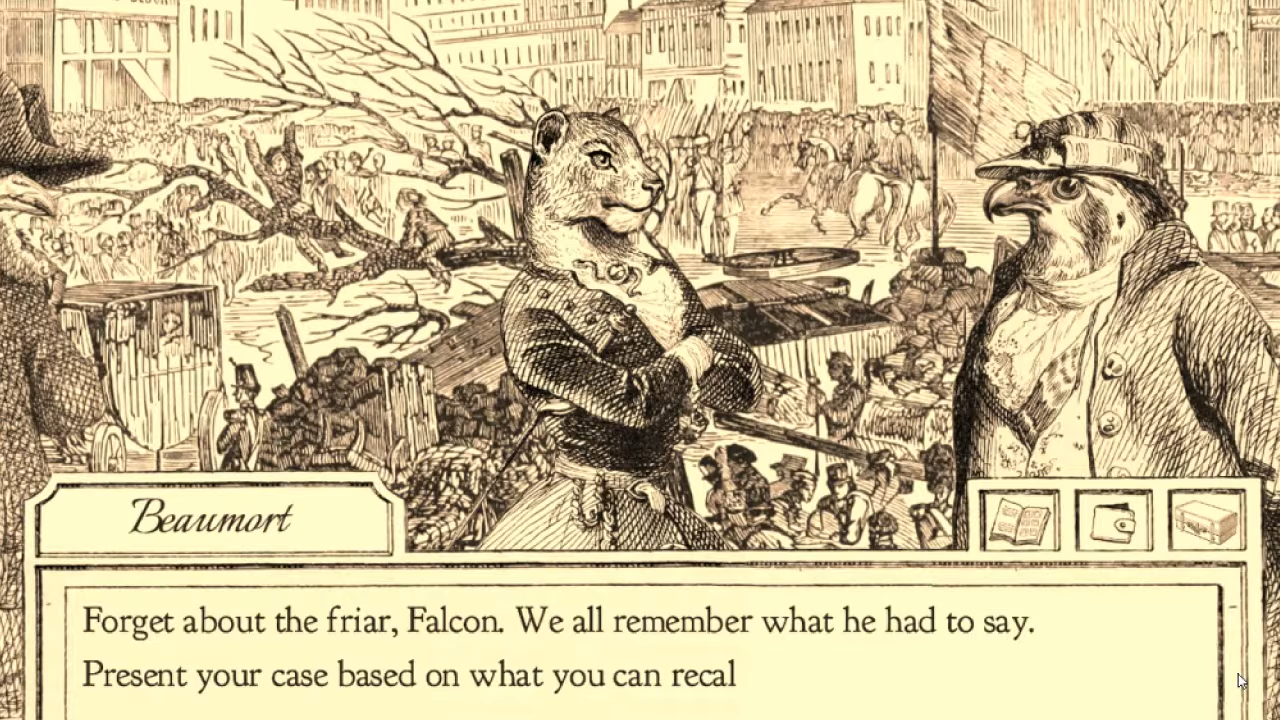 Beaumort
Forget about the friar, Falcon. We all remember what he had to say.
Present your case based on what you can recal